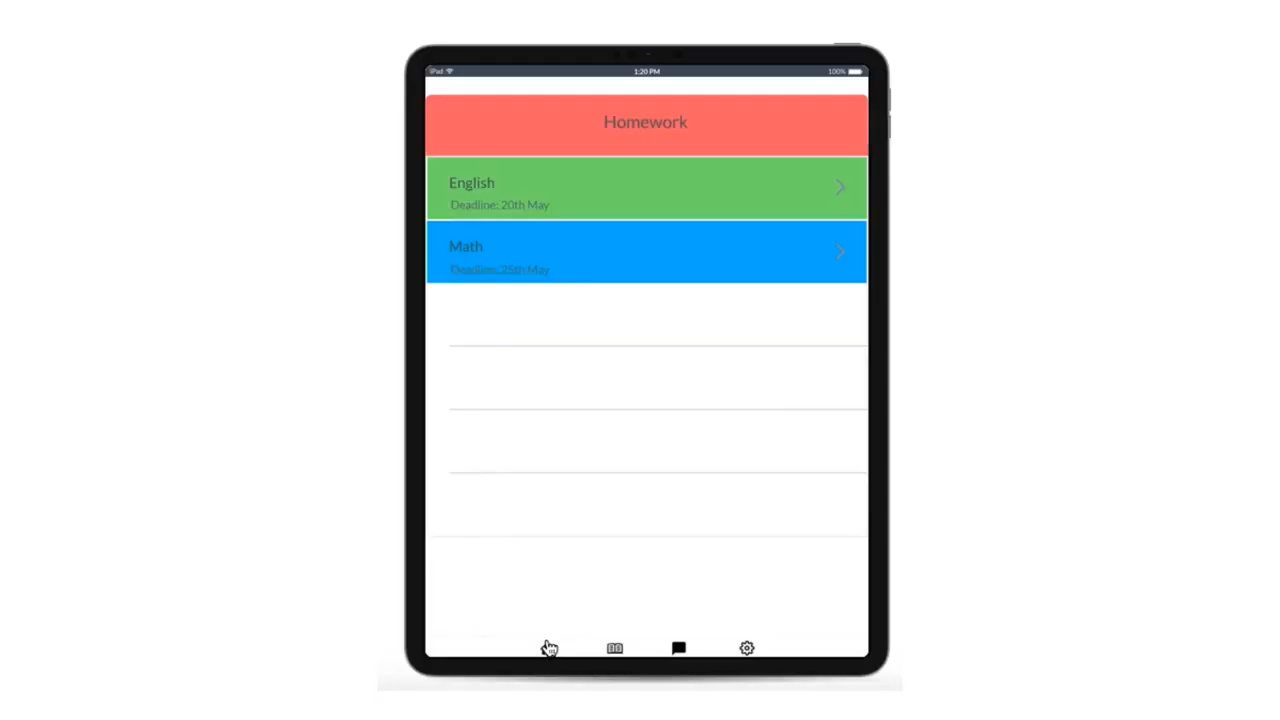 iPad 1:20 PM 100%
Homework
English
Deadline: 20th May
Math
Deadline: 25th May